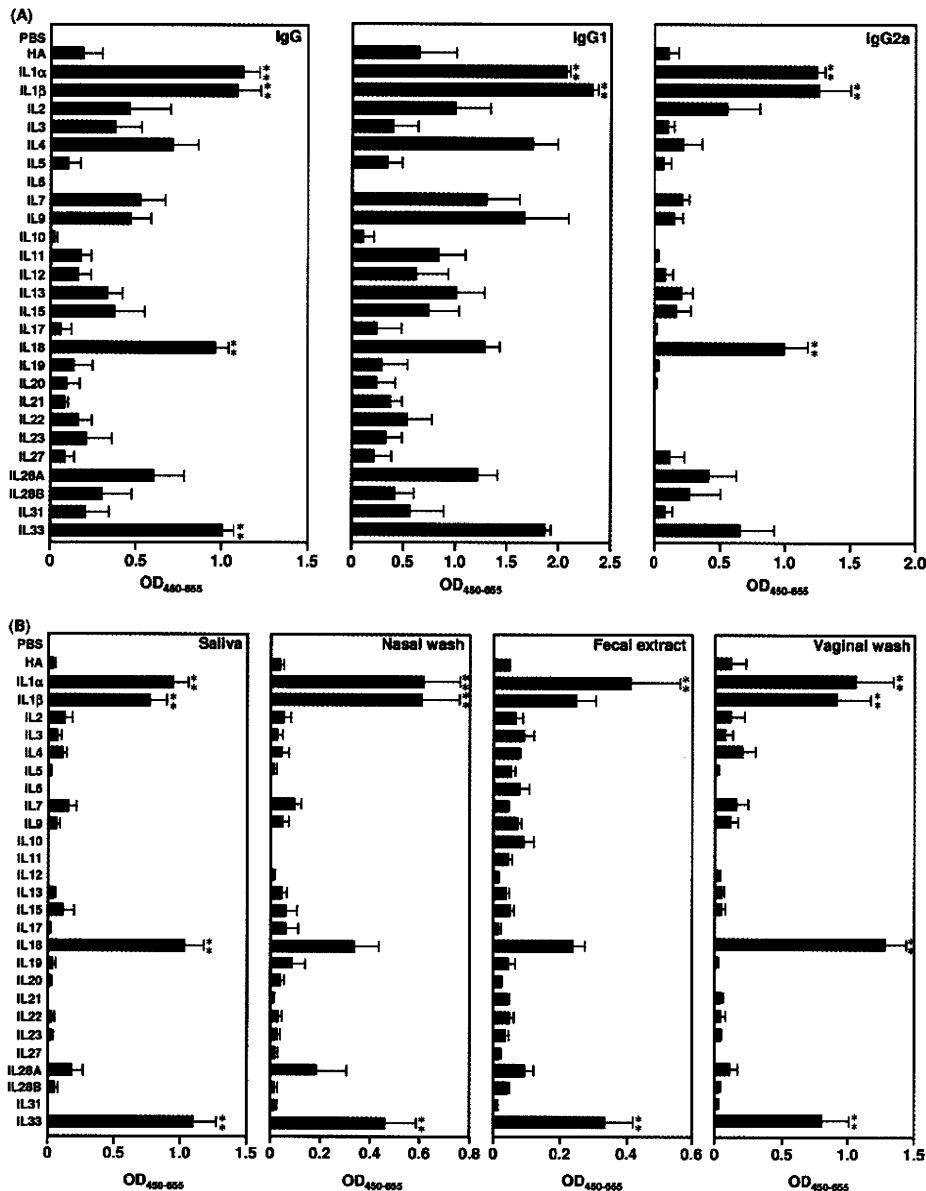 (A)
IgG
IgG1
IgG2a
PBS
HA
IL1α
IL1β
IL2
IL3
IL4
IL5
IL6
IL7
IL9
IL10
IL11
IL12
IL13
IL15
IL17
IL18
IL19
IL20
IL21
IL22
IL23
IL27
IL28A
IL28B
IL31
IL33
**
**
**
**
**
**
**
**
**
0 0.5 1.0 1.5
0 0.5 1.0 1.5 2.0 2.5
0 0.5 1.0 1.5 2.0
OD450-655
OD450-655
OD450-655
(B)
Saliva
Nasal wash
Fecal extract
Vaginal wash
PBS
HA
IL1α
IL1β
IL2
IL3
IL4
IL5
IL6
IL7
IL9
IL10
IL11
IL12
IL13
IL15
IL17
IL18
IL19
IL20
IL21
IL22
IL23
IL27
IL28A
IL28B
IL31
IL33
**
**
**
**
**
**
**
**
**
**
**
**
**
0 0.5 1.0 1.5
0 0.2 0.4 0.6 0.8
0 0.2 0.4 0.6
0 0.5 1.0 1.5
OD450-655
OD450-655
OD450-655
OD450-655